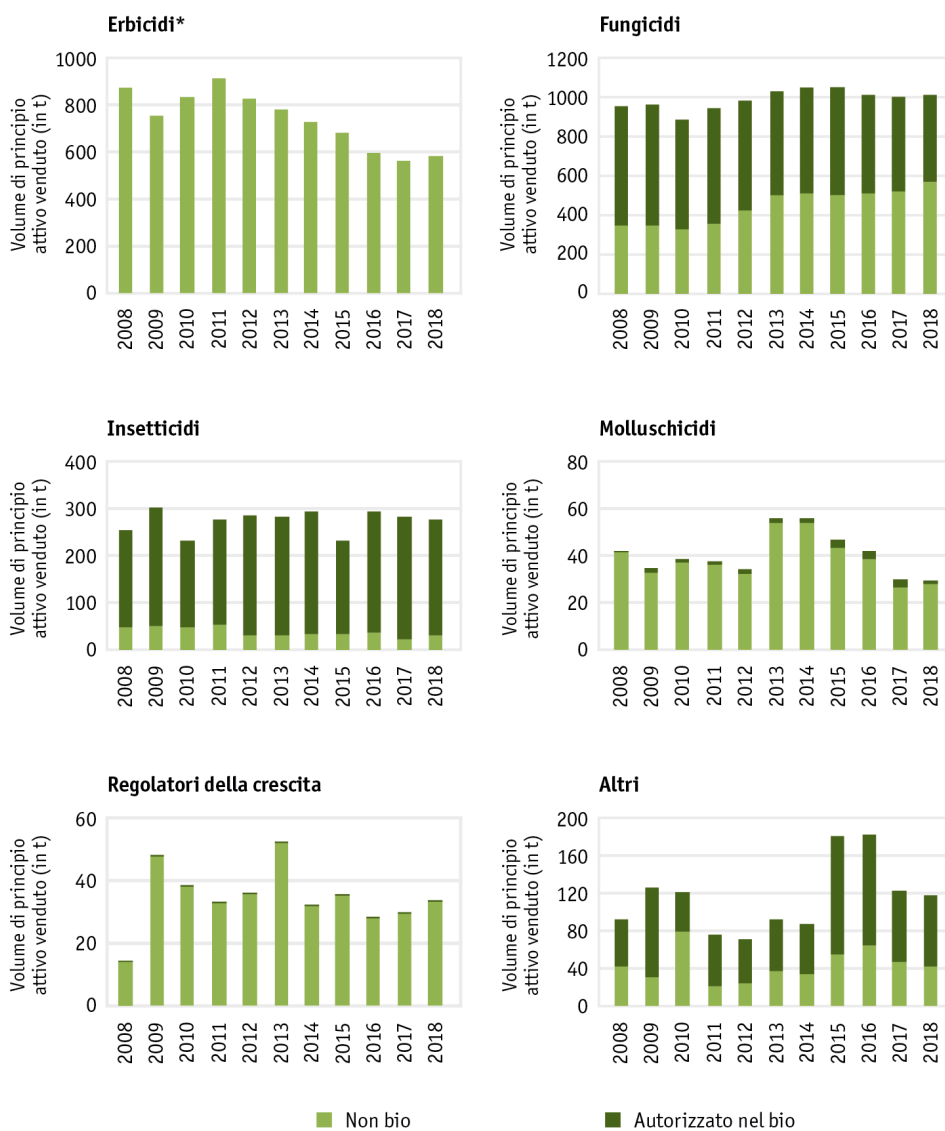 Erbicidi*
Volume di principio
attivo venduto (in t)
1000
800
600
400
200
0
2008 2009 2010 2011 2012 2013 2014 2015 2016 2017 2018
Fungicidi
Volume di principio
attivo venduto (in t)
1200
1000
800
600
400
200
0
2008 2009 2010 2011 2012 2013 2014 2015 2016 2017 2018
Insetticidi
Volume di principio
attivo venduto (in t)
400
300
200
100
0
2008 2009 2010 2011 2012 2013 2014 2015 2016 2017 2018
Molluschicidi
Volume di principio
attivo venduto (in t)
80
60
40
20
0
2008 2009 2010 2011 2012 2013 2014 2015 2016 2017 2018
Regolatori della crescita
Volume di principio
attivo venduto (in t)
60
40
20
0
2008 2009 2010 2011 2012 2013 2014 2015 2016 2017 2018
Altri
Volume di principio
attivo venduto (in t)
200
160
120
80
40
0
2008 2009 2010 2011 2012 2013 2014 2015 2016 2017 2018
Non bio
Autorizzato nel bio